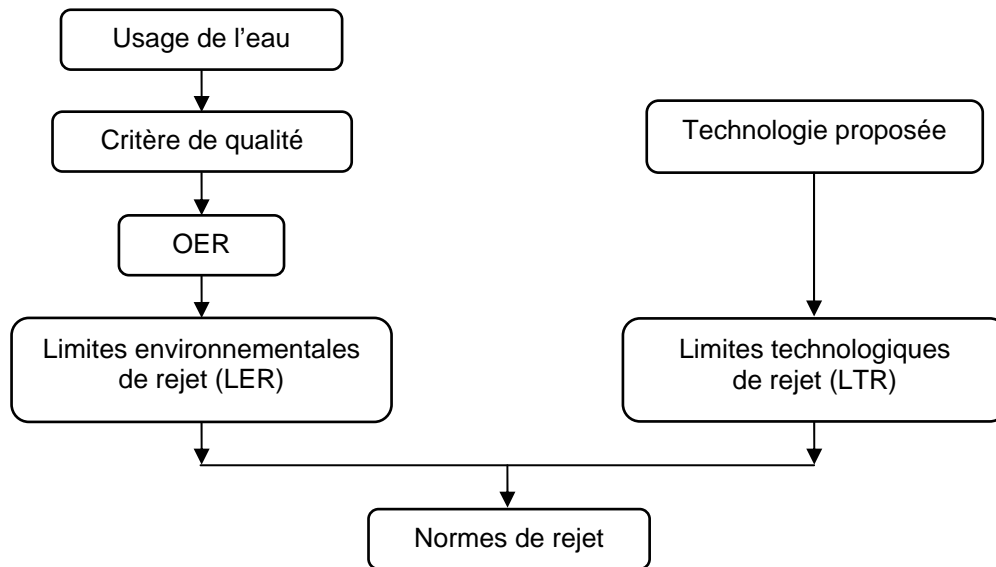 Usage de l'eau
Critère de qualité
OER
Limites environnementales
de rejet (LER)
Technologie proposée
Limites technologiques
de rejet (LTR)
Normes de rejet